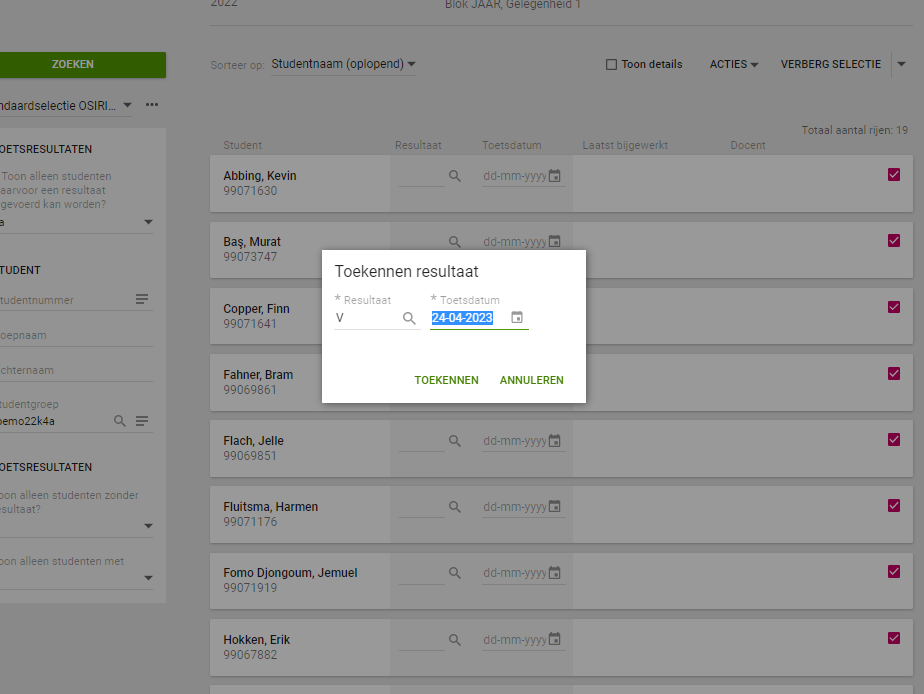 2022
Blok JAAR, Gelegenheid 1
ZOEKEN
Sorteer op: Studentnaam (oplopend)
Toon details
ACTIES
VERBERG SELECTIE
ndaardselectie OSIRI...
Totaal aantal rijen: 19
OETSRESULTATEN
Toon alleen studenten
aarvoor een resultaat
gevoerd kan worden?
a
TUDENT
tudentnummer
oepnaam
chternaam
tudentgroep
oemo22k4a
OETSRESULTATEN
oon alleen studenten zonder
esultaat?
oon alleen studenten met
Student Resultaat Toetsdatum Laatst bijgewerkt Docent
Abbing, Kevin
99071630
dd-mm-yyyy
Baş, Murat
99073747
dd-mm-yyyy
Copper, Finn
99071641
Fahner, Bram
99069861
Flach, Jelle
99069851
dd-mm-yyyy
Fluitsma, Harmen
99071176
dd-mm-yyyy
Fomo Djongoum, Jemuel
99071919
dd-mm-yyyy
Hokken, Erik
99067882
dd-mm-yyyy
Toekennen resultaat
* Resultaat * Toetsdatum
V 24-04-2023
TOEKENNEN ANNULEREN